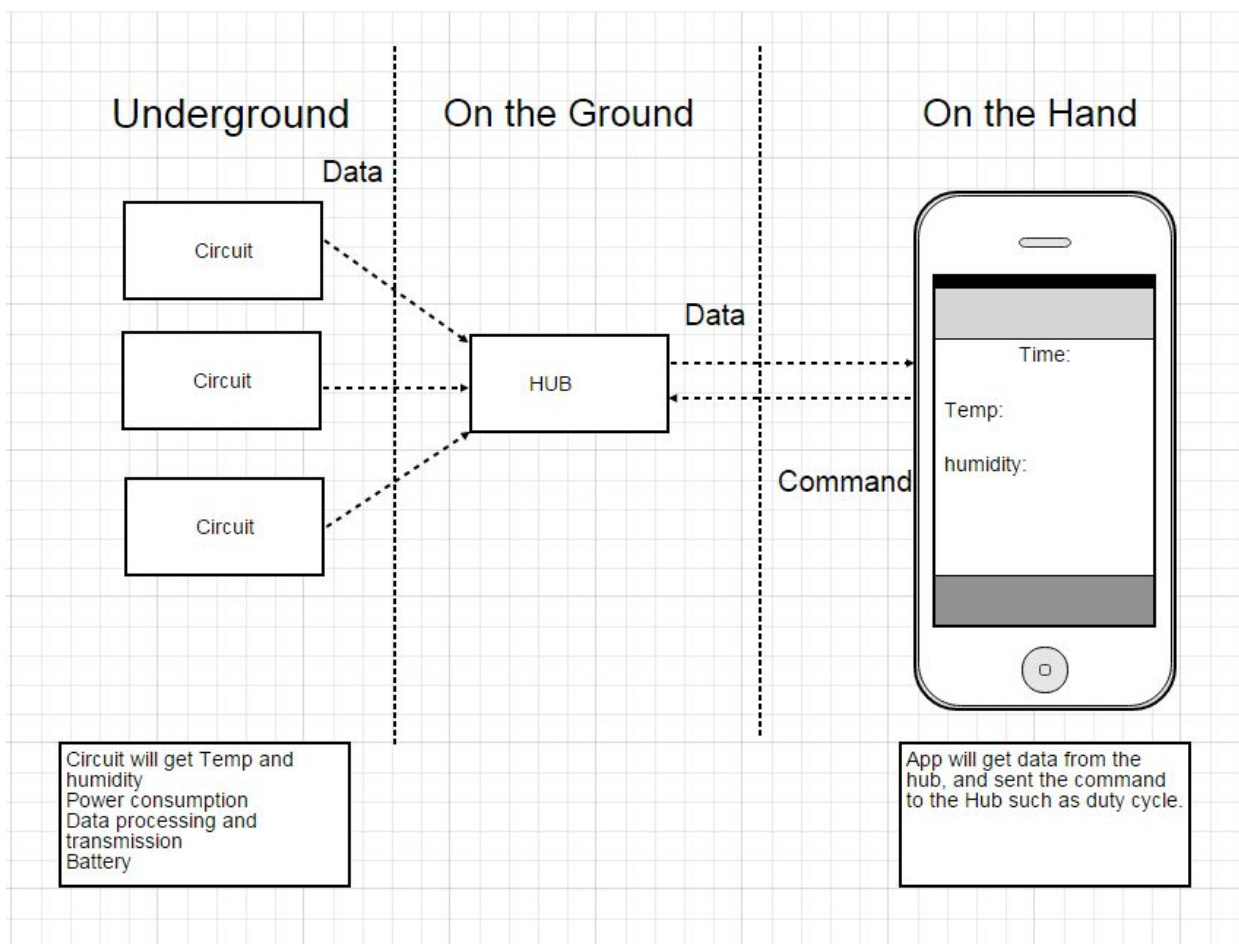 Underground
On the Ground
On the Hand
Data
Circuit
Circuit
Circuit
HUB
Data
Command
Time:
Temp:
humidity:
Circuit will get Temp and
humidity
Power consumption
Data processing and
transmission
Battery
App will get data from the
hub, and sent the command
to the Hub such as duty cycle.